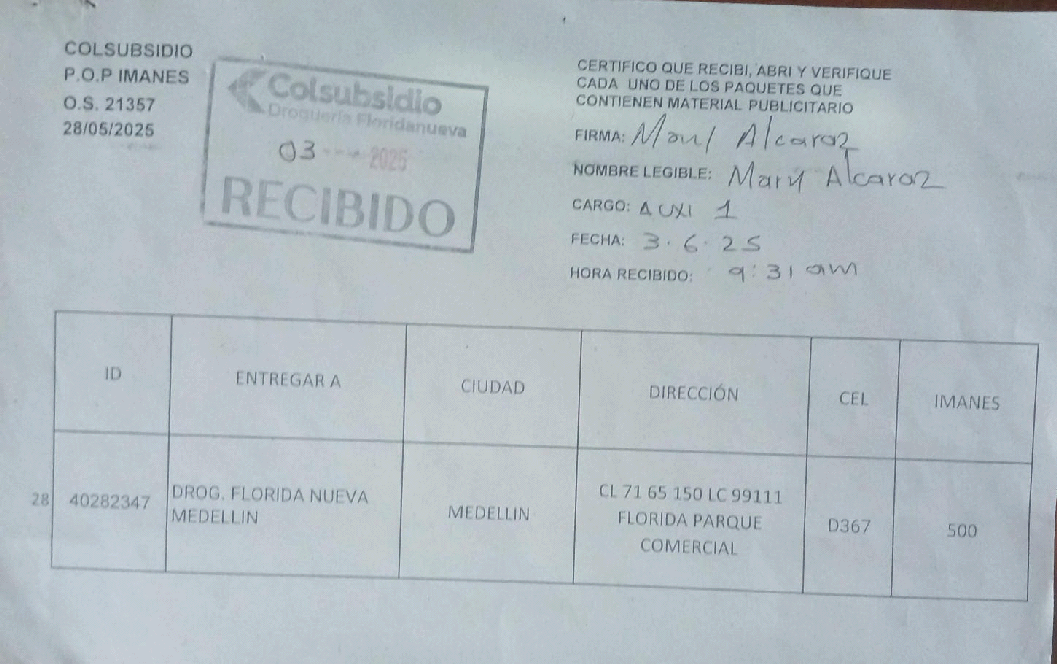 COLSUBSIDIO
P.O.P IMANES
O.S. 21357
28/05/2025
Colsubsidio
Droguería Floridanueva
03 2025
RECIBIDO
CERTIFICO QUE RECIBI, ABRI Y VERIFIQUE
CADA UNO DE LOS PAQUETES QUE
CONTIENEN MATERIAL PUBLICITARIO
FIRMA: Alcaraz
NOMBRE LEGIBLE: Mary Alcaraz
CARGO: AUXI 1
FECHA: 3.6.25
HORA RECIBIDO: 9:31 am
ID ENTREGAR A CIUDAD DIRECCIÓN CEL IMANES
28 40282347 DROG. FLORIDA NUEVA MEDELLIN CL 71 65 150 LC 99111 D367 500
MEDELLIN FLORIDA PARQUE
COMERCIAL